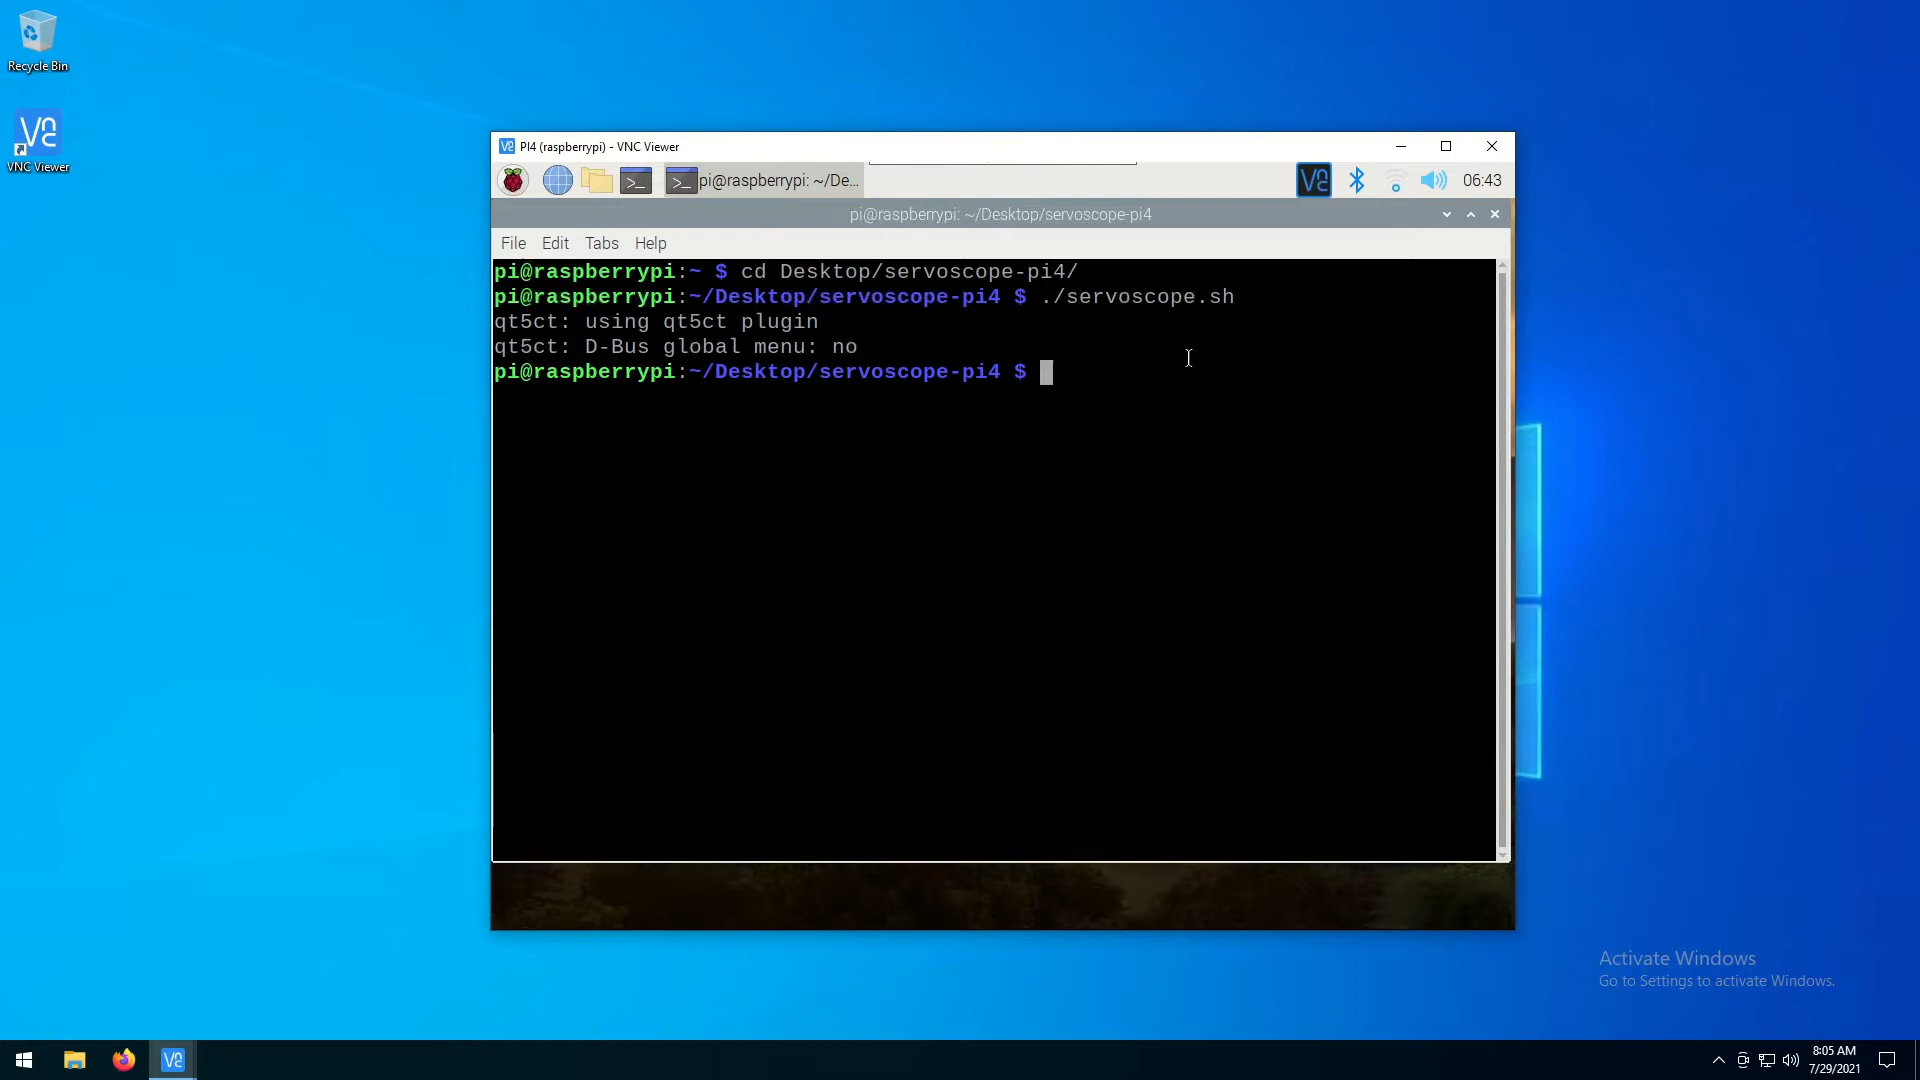 Recycle Bin
VNC Viewer
PI4 (raspberrypi) - VNC Viewer
pi@raspberrypi: ~/De...
06:43
pi@raspberrypi: ~/Desktop/servoscope-pi4
File Edit Tabs Help
pi@raspberrypi:~ $ cd Desktop/servoscope-pi4/
pi@raspberrypi:~/Desktop/servoscope-pi4 $ ./servoscope.sh
qt5ct: using qt5ct plugin
qt5ct: D-Bus global menu: no
pi@raspberrypi:~/Desktop/servoscope-pi4 $
Activate Windows
Go to Settings to activate Windows.
8:05 AM
7/29/2021